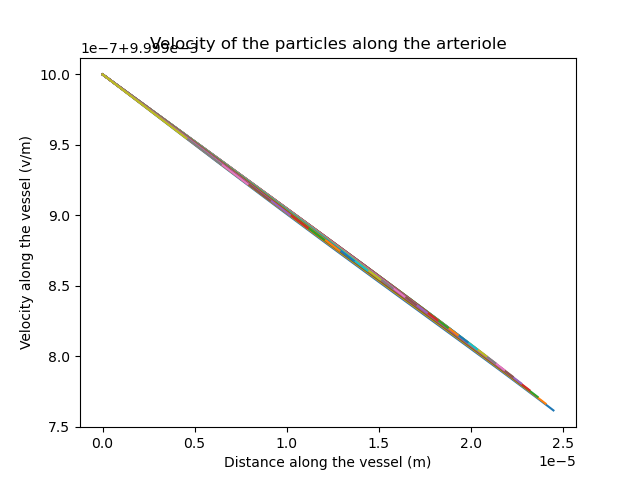 Velocity of the particles along the arteriole
1e−7+9.999e−3
10.0
9.5
9.0
8.5
8.0
7.5
Velocity along the vessel (v/m)
0.0 0.5 1.0 1.5 2.0 2.5
1e−5
Distance along the vessel (m)